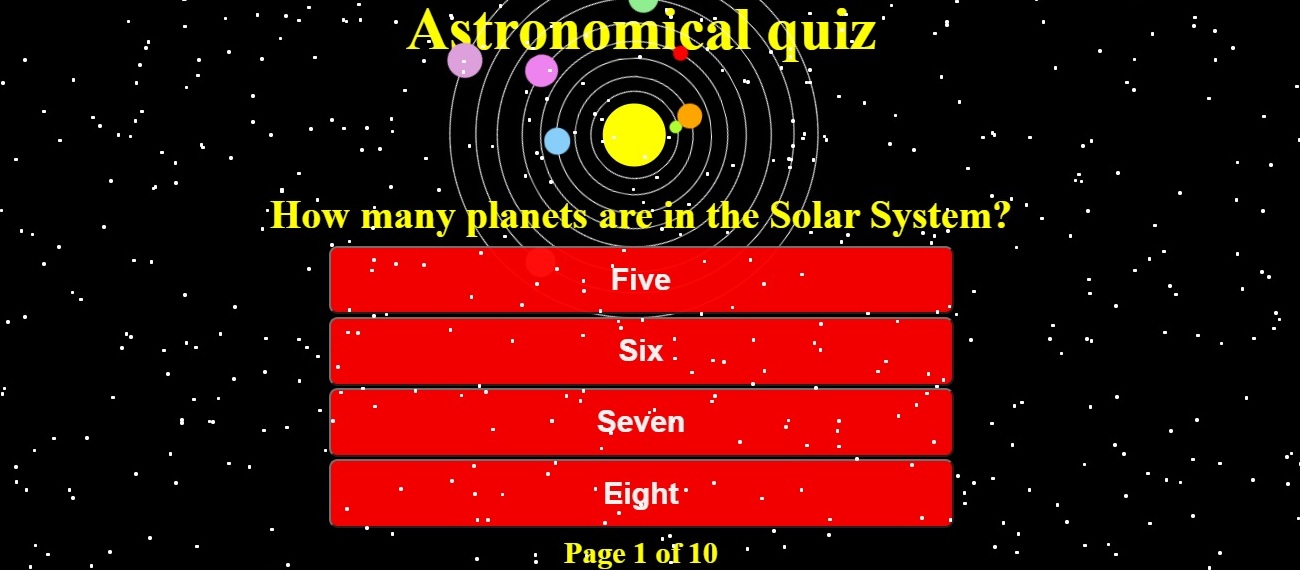 Astronomical quiz
How many planets are in the Solar System?
Five
Six
Seven
Eight
Page 1 of 10